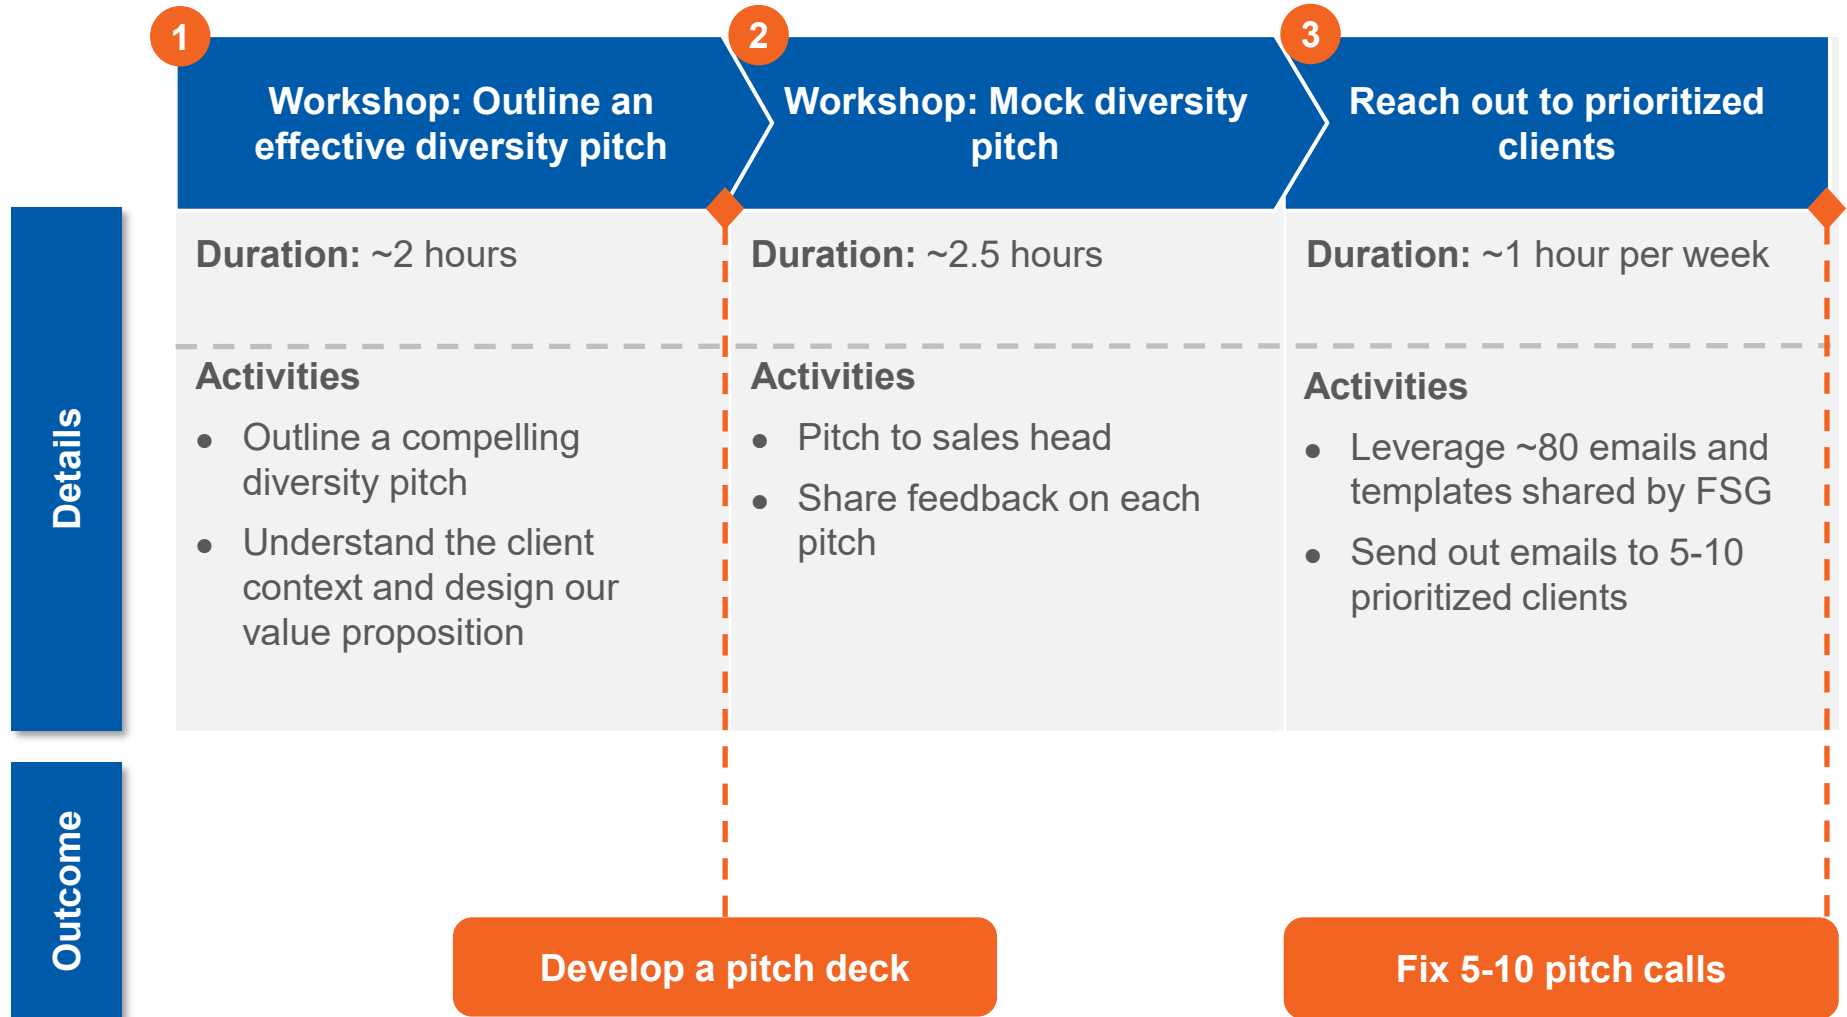 1
Workshop: Outline an
effective diversity pitch
2
Workshop: Mock diversity
pitch
3
Reach out to prioritized
clients
Details
Duration: ~2 hours
Activities
● Outline a compelling
diversity pitch
● Understand the client
context and design our
value proposition
Duration: ~2.5 hours
Activities
● Pitch to sales head
● Share feedback on each
pitch
Duration: ~1 hour per week
Activities
● Leverage ~80 emails and
templates shared by FSG
● Send out emails to 5-10
prioritized clients
Outcome
Develop a pitch deck
Fix 5-10 pitch calls